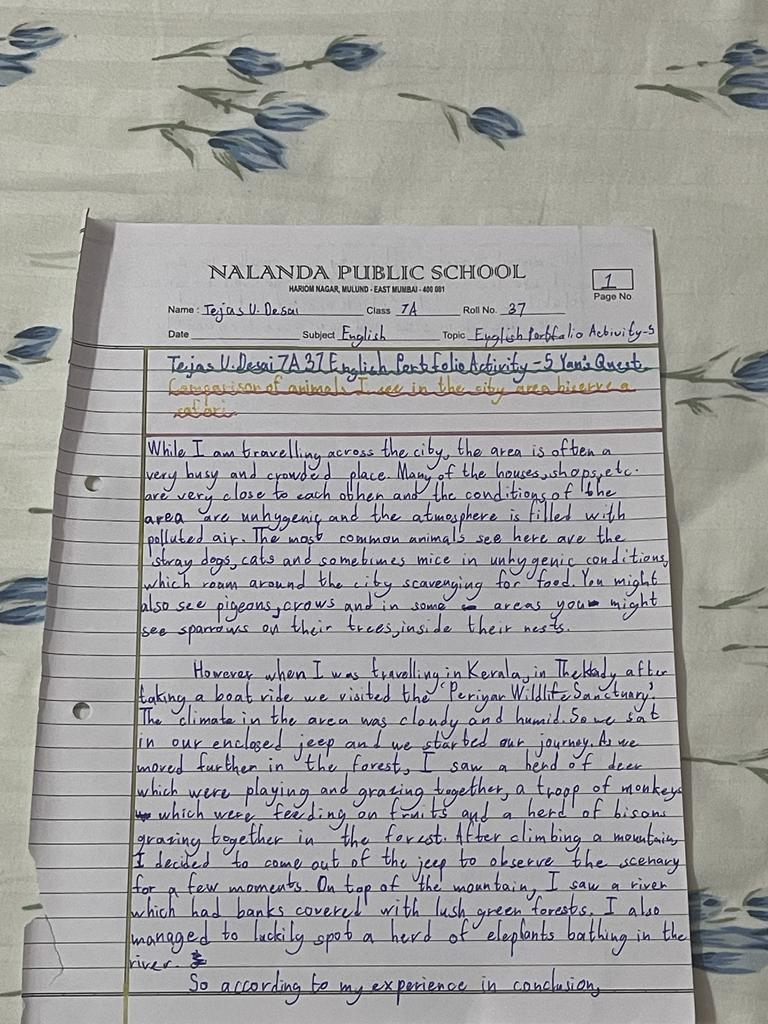 NALANDA PUBLIC SCHOOL
HARIOM NAGAR, MULUND - EAST MUMBAI - 400 081
1
Page No
Name : Tejas U. Desai Class 7A Roll No. 37
Date Subject English Topic English Portfolio Activity-5
Tejas U.Desai 7A 37 English Portfolio Activity-5 Yan's Quest
Comparison of animals I see in the city area biserve a
safari.
While I am travelling across the city, the area is often a
very busy and crowded place. Many of the houses, shops, etc.
are very close to each other and the conditions of the
area are unhygenic and the atmosphere is filled with
polluted air. The most common animals see here are the
stray dogs, cats and sometimes mice in unhygenic conditions,
which roam around the city scavenging for food. You might
also see pigeons, crows and in some areas you might
see sparrows on their trees, inside their nests.
However when I was travelling in Kerala, in Thekkady after
taking a boat ride we visited the 'Periyar Wildlife Sanctuary'.
The climate in the area was cloudy and humid. So we sat
in our enclosed jeep and we started our journey. As we
moved further in the forest, I saw a herd of deer
which were playing and grazing together, a troop of monkeys
which were feeding on fruits and a herd of bisons
grazing together in the forest. After climbing a mountain,
I decided to come out of the jeep to observe the scenary
for a few moments. On top of the mountain, I saw a river
which had banks covered with lush green forests. I also
managed to luckily spot a herd of elephants bathing in the
river.
So according to my experience in conclusion,